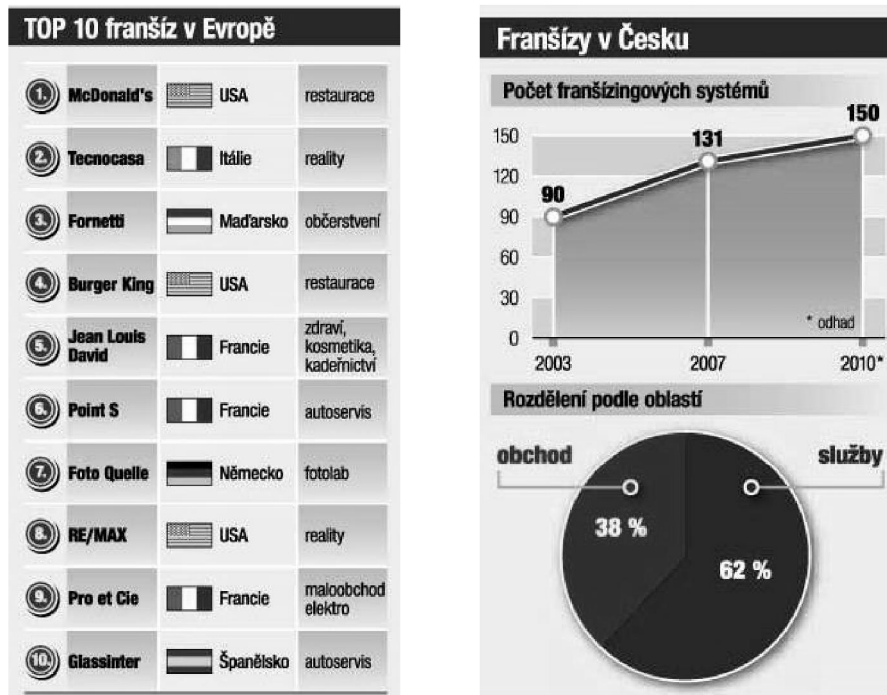 TOP 10 franšíz v Evropě
1. McDonald's USA restaurace
2. Tecnocasa Itálie reality
3. Fornetti Maďarsko občerstvení
4. Burger King USA restaurace
5. Jean Louis David Francie zdraví, kosmetika, kadeřnictví
6. Point S Francie autoservis
7. Foto Quelle Německo fotolab
8. RE/MAX USA reality
9. Pro et Cie Francie maloobchod elektro
10. Glassinter Španělsko autoservis
Franšízy v Česku
Počet franšízingových systémů
150
120
90
60
30
0
90
131
150
* odhad
2003 2007 2010*
Rozdělení podle oblastí
obchod služby
38 %
62 %